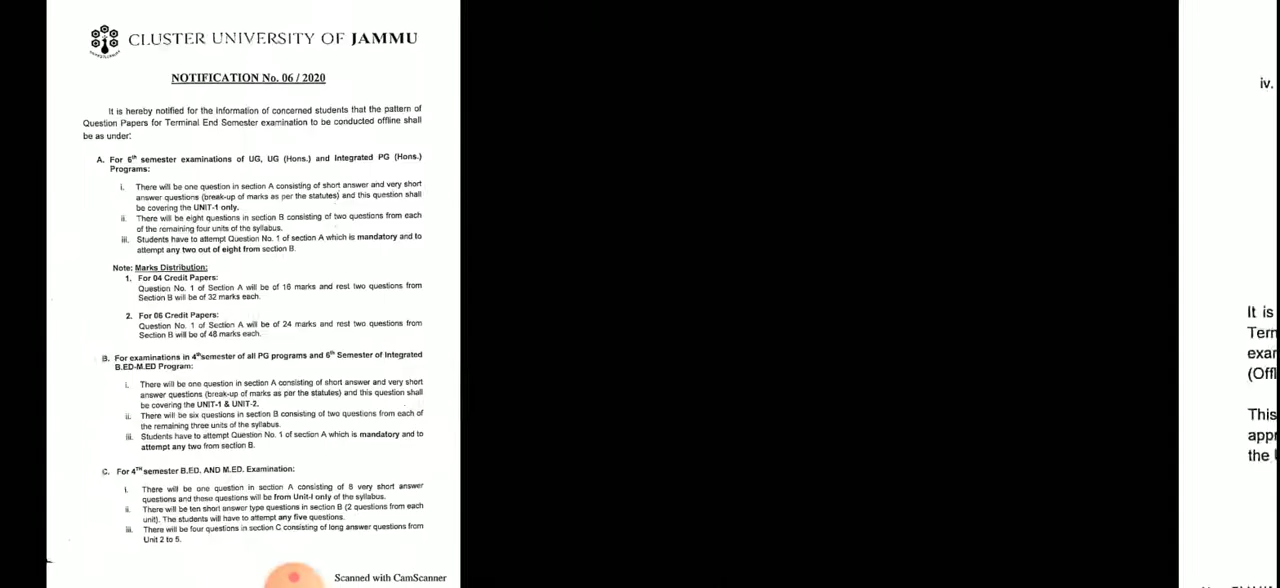 CLUSTER UNIVERSITY OF JAMMU
NOTIFICATION No. 06 / 2020
It is hereby notified for the information of concerned students that the pattern of
Question Papers for Terminal End Semester examination to be conducted offline shall
be as under:
A. For 6th semester examinations of UG, UG (Hons.) and Integrated PG (Hons.)
Programs:
i. There will be one question in section A consisting of short answer and very short
answer questions (break-up of marks as per the statutes) and this question shall
be covering the UNIT-1 only.
ii. There will be eight questions in section B consisting of two questions from each
of the remaining four units of the syllabus.
iii. Students have to attempt Question No. 1 of section A which is mandatory and to
attempt any two out of eight from section B.
Note: Marks Distribution:
1. For 04 Credit Papers:
Question No. 1 of Section A will be of 16 marks and rest two questions from
Section B will be of 32 marks each.
2. For 06 Credit Papers:
Question No. 1 of Section A will be of 24 marks and rest two questions from
Section B will be of 48 marks each.
B. For examinations in 4th semester of all PG programs and 6th Semester of Integrated
B.ED-M.ED Program:
i. There will be one question in section A consisting of short answer and very short
answer questions (break-up of marks as per the statutes) and this question shall
be covering the UNIT-1 & UNIT-2.
ii. There will be six questions in section B consisting of two questions from each of
the remaining three units of the syllabus.
iii. Students have to attempt Question No. 1 of section A which is mandatory and to
attempt any two from section B.
C. For 4TH semester B.ED. AND M.ED. Examination:
i. There will be one question in section A consisting of 8 very short answer
questions and these questions will be from Unit-I only of the syllabus.
ii. There will be ten short answer type questions in section B (2 questions from each
unit). The students will have to attempt any five questions.
iii. There will be four questions in section C consisting of long answer questions from
Unit 2 to 5.
Scanned with CamScanner
iv.
It is
Tern
exar
(Offl
This
appr
the